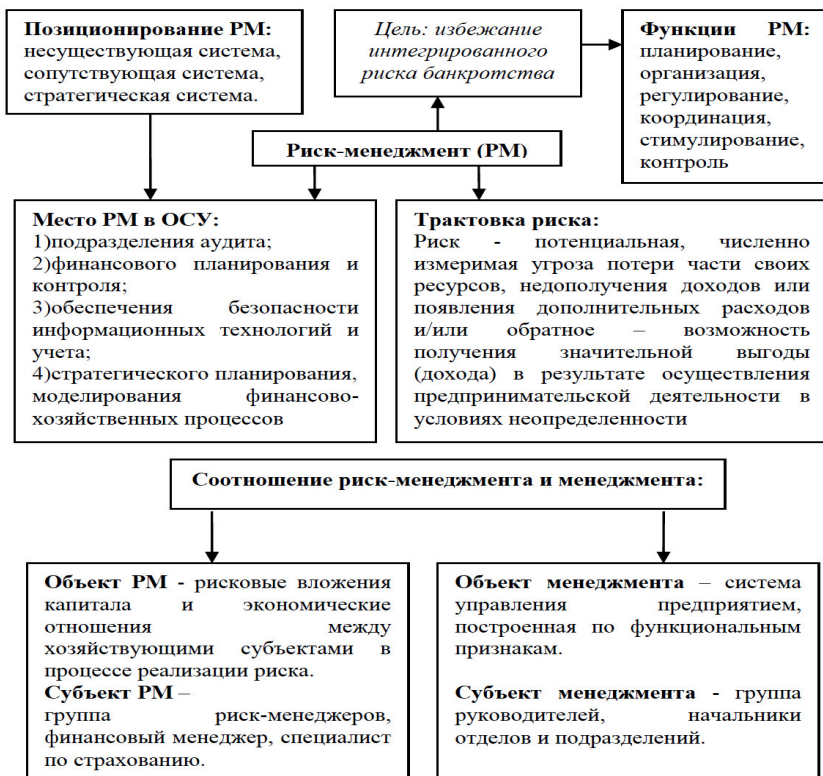 Позиционирование РМ:
несуществующая система,
сопутствующая система,
стратегическая система.
Цель: избежание
интегрированного
риска банкротства
Функции РМ:
планирование,
организация,
регулирование,
координация,
стимулирование,
контроль
Риск-менеджмент (РМ)
Место РМ в ОСУ:
1)подразделения аудита;
2)финансового планирования и
контроля;
3)обеспечения безопасности
информационных технологий и
учета;
4)стратегического планирования,
моделирования финансово-
хозяйственных процессов
Трактовка риска:
Риск - потенциальная, численно
измеримая угроза потери части своих
ресурсов, недополучения доходов или
появления дополнительных расходов
и/или обратное – возможность
получения значительной выгоды
(дохода) в результате осуществления
предпринимательской деятельности в
условиях неопределенности
Соотношение риск-менеджмента и менеджмента:
Объект РМ - рисковые вложения
капитала и экономические
отношения между
хозяйствующими субъектами в
процессе реализации риска.
Субъект РМ –
группа риск-менеджеров,
финансовый менеджер, специалист
по страхованию.
Объект менеджмента – система
управления предприятием,
построенная по функциональным
признакам.
Субъект менеджмента - группа
руководителей, начальники
отделов и подразделений.